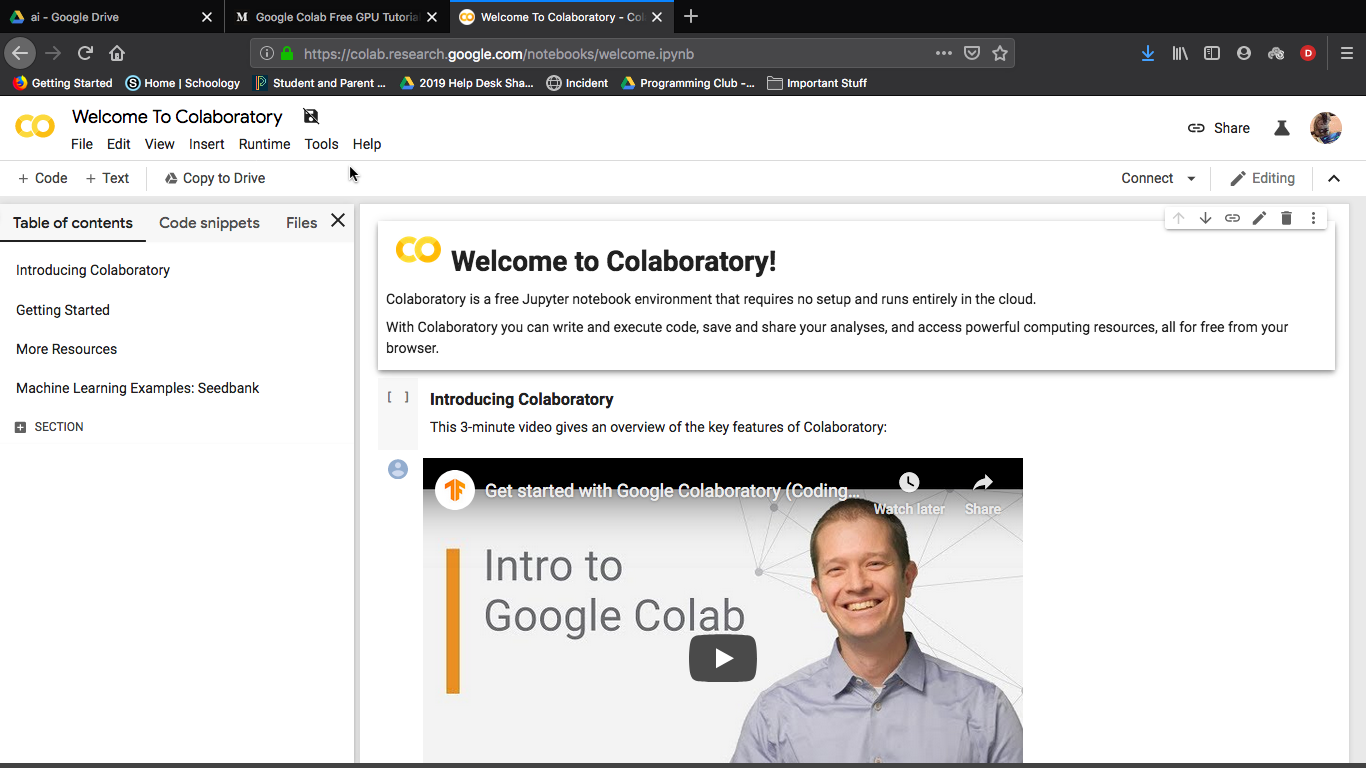 ai - Google Drive
M Google Colab Free GPU Tutoria
Welcome To Colaboratory - Col
https://colab.research.google.com/notebooks/welcome.ipynb
D
Getting Started
S Home | Schoology
Student and Parent ...
2019 Help Desk Sha...
Incident
Programming Club -...
Important Stuff
CO
Welcome To Colaboratory
File Edit View Insert Runtime Tools Help
Share
+ Code + Text
Copy to Drive
Connect
Editing
Table of contents
Code snippets
Files
Introducing Colaboratory
Getting Started
More Resources
Machine Learning Examples: Seedbank
SECTION
CO Welcome to Colaboratory!
Colaboratory is a free Jupyter notebook environment that requires no setup and runs entirely in the cloud.
With Colaboratory you can write and execute code, save and share your analyses, and access powerful computing resources, all for free from your
browser.
[ ] Introducing Colaboratory
This 3-minute video gives an overview of the key features of Colaboratory:
Get started with Google Colaboratory (Coding...
Watch later
Share
Intro to
Google Colab